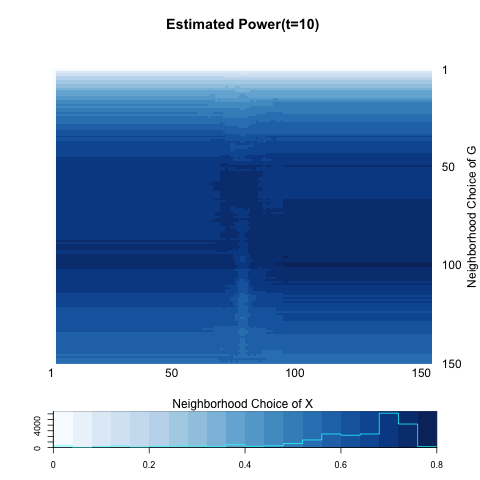 Estimated Power(t=10)
1
50
100
150
Neighborhood Choice of G
1 50 100 150
Neighborhood Choice of X
0 4000
0 0.2 0.4 0.6 0.8